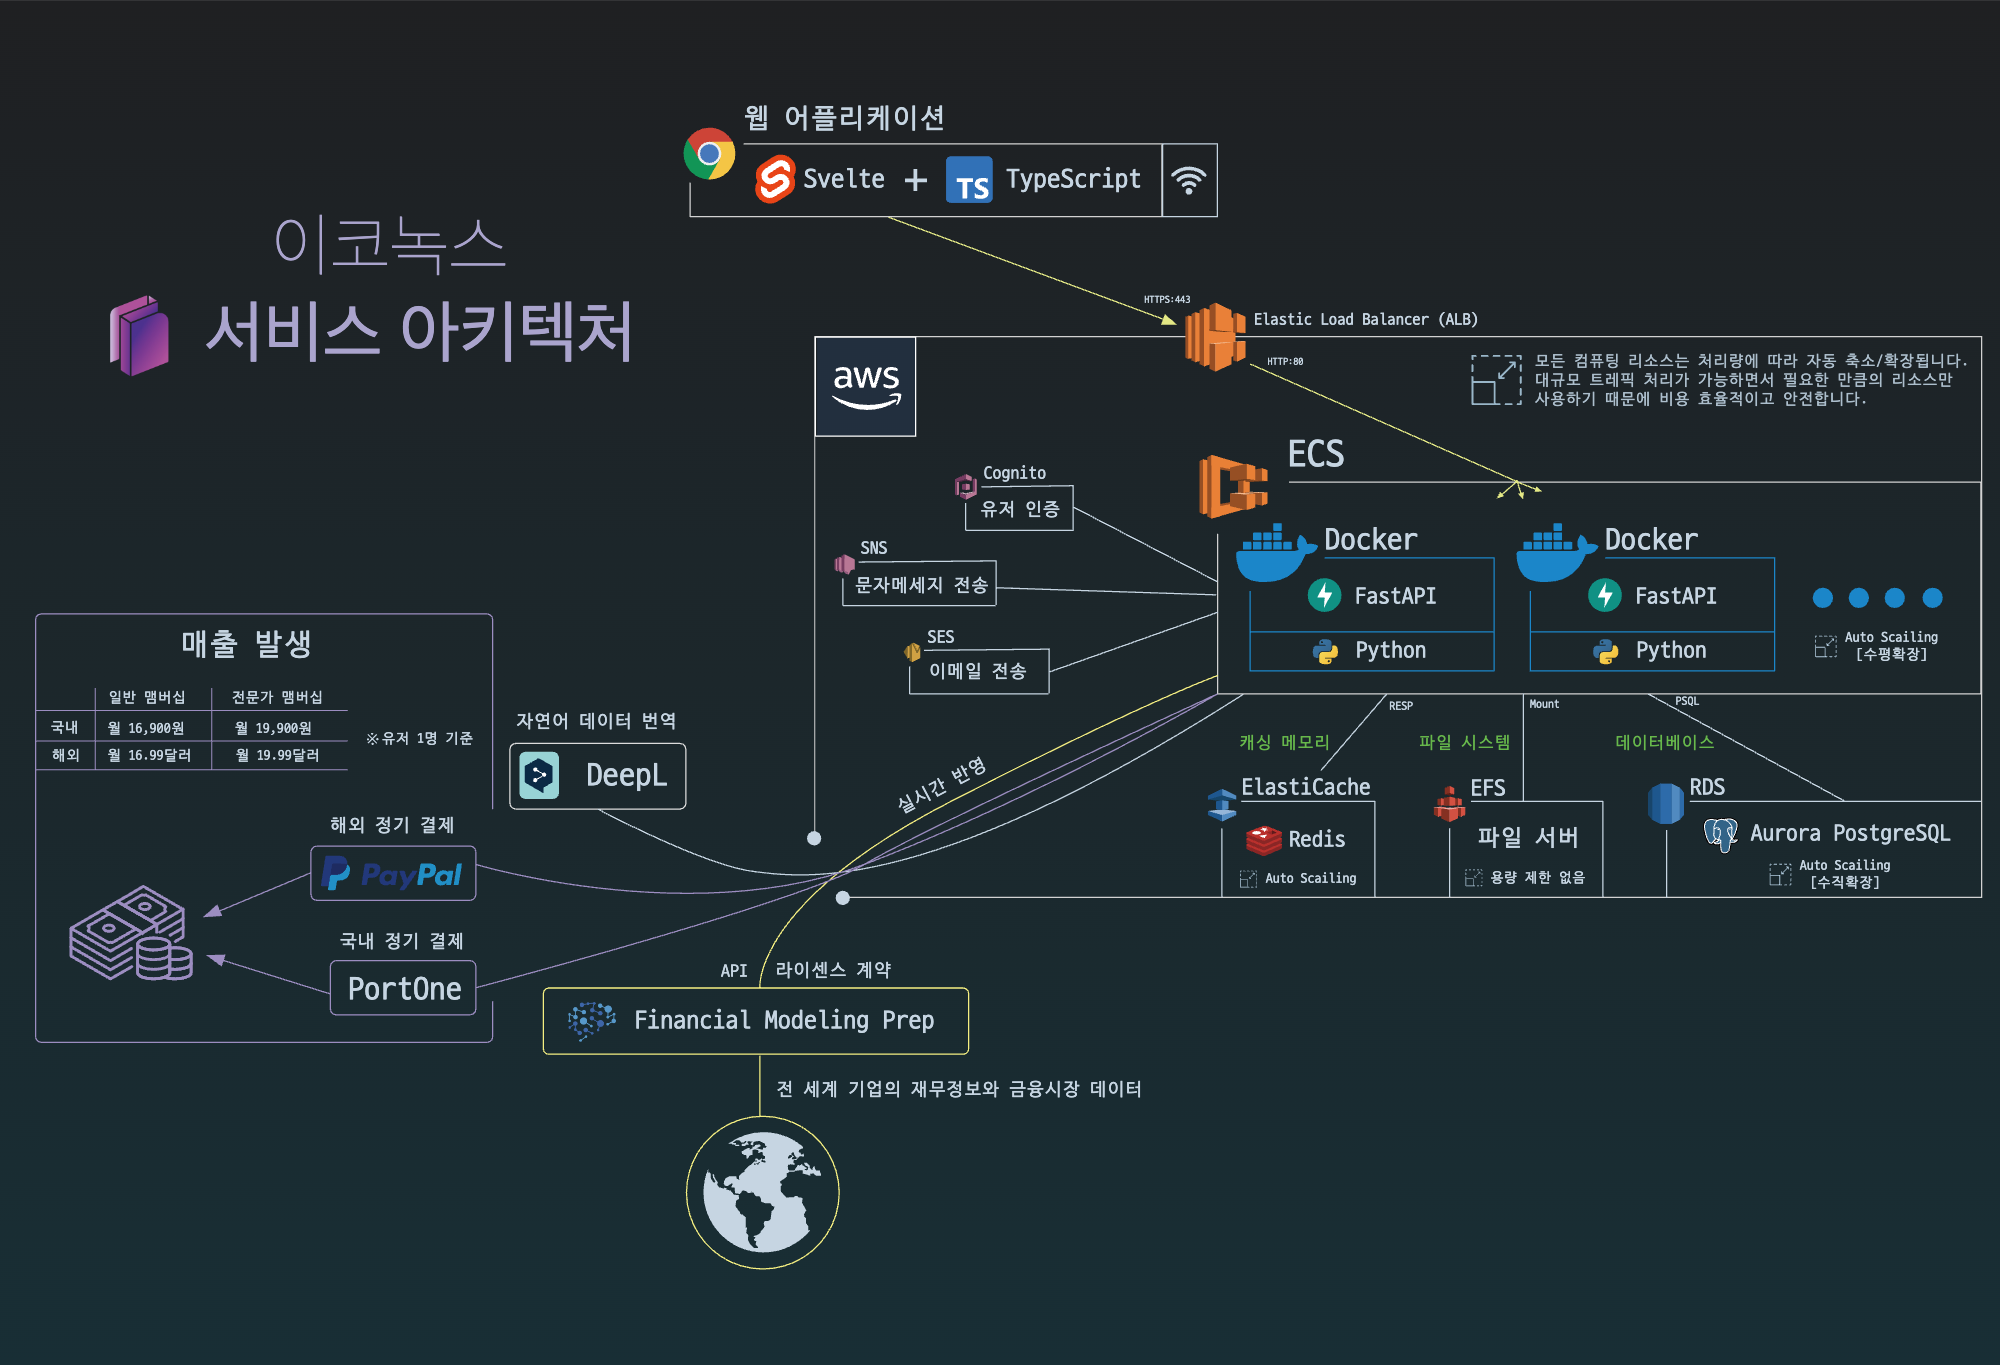 웹 어플리케이션
Svelte + TS TypeScript
이코녹스
서비스 아키텍처
HTTPS:443
Elastic Load Balancer (ALB)
HTTP:80
aws
모든 컴퓨팅 리소스는 처리량에 따라 자동 축소/확장됩니다.
대규모 트레픽 처리가 가능하면서 필요한 만큼의 리소스만
사용하기 때문에 비용 효율적이고 안전합니다.
ECS
Cognito
유저 인증
SNS
문자메세지 전송
SES
이메일 전송
Docker
FastAPI
Python
Docker
FastAPI
Python
Auto Scailing
[수평확장]
매출 발생
일반 맴버십 전문가 맴버십
국내 월 16,900원 월 19,900원
해외 월 16.99달러 월 19.99달러
※유저 1명 기준
자연어 데이터 번역
DeepL
실시간 반영
RESP
Mount
PSQL
캐싱 메모리
파일 시스템
데이터베이스
ElastiCache
Redis
Auto Scailing
EFS
파일 서버
용량 제한 없음
RDS
Aurora PostgreSQL
Auto Scailing
[수직확장]
해외 정기 결제
PayPal
국내 정기 결제
PortOne
API 라이센스 계약
Financial Modeling Prep
전 세계 기업의 재무정보와 금융시장 데이터